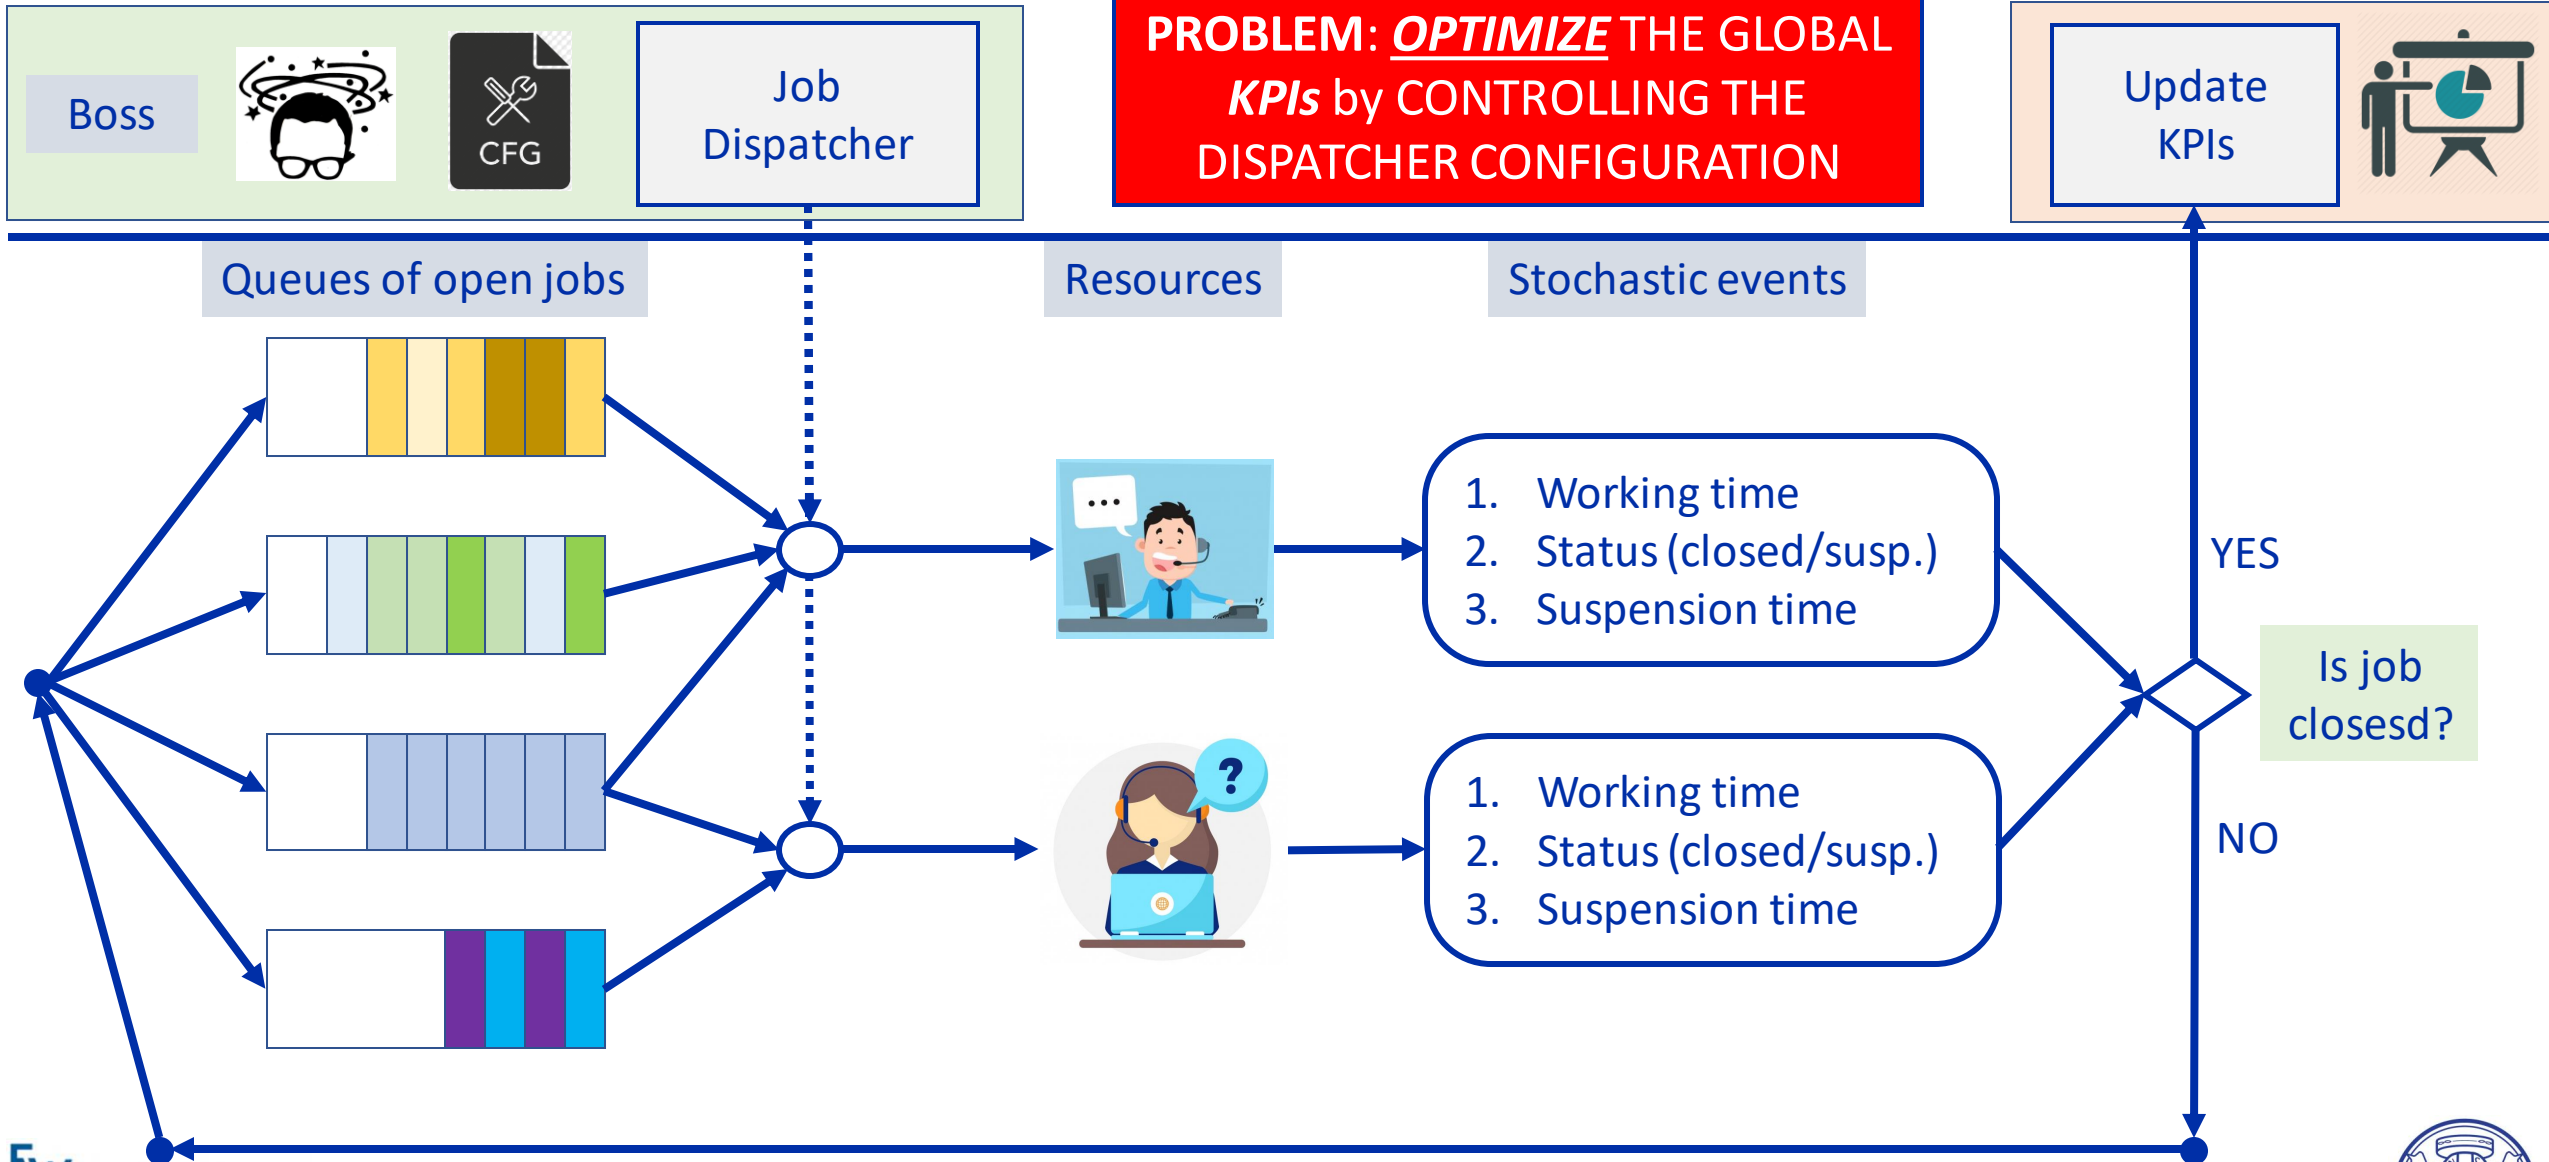 Boss
CFG
Job
Dispatcher
PROBLEM: OPTIMIZE THE GLOBAL
KPIs by CONTROLLING THE
DISPATCHER CONFIGURATION
Update
KPIs
Queues of open jobs
Resources
Stochastic events
...
1. Working time
2. Status (closed/susp.)
3. Suspension time
YES
Is job
closesd?
?
1. Working time
2. Status (closed/susp.)
3. Suspension time
NO